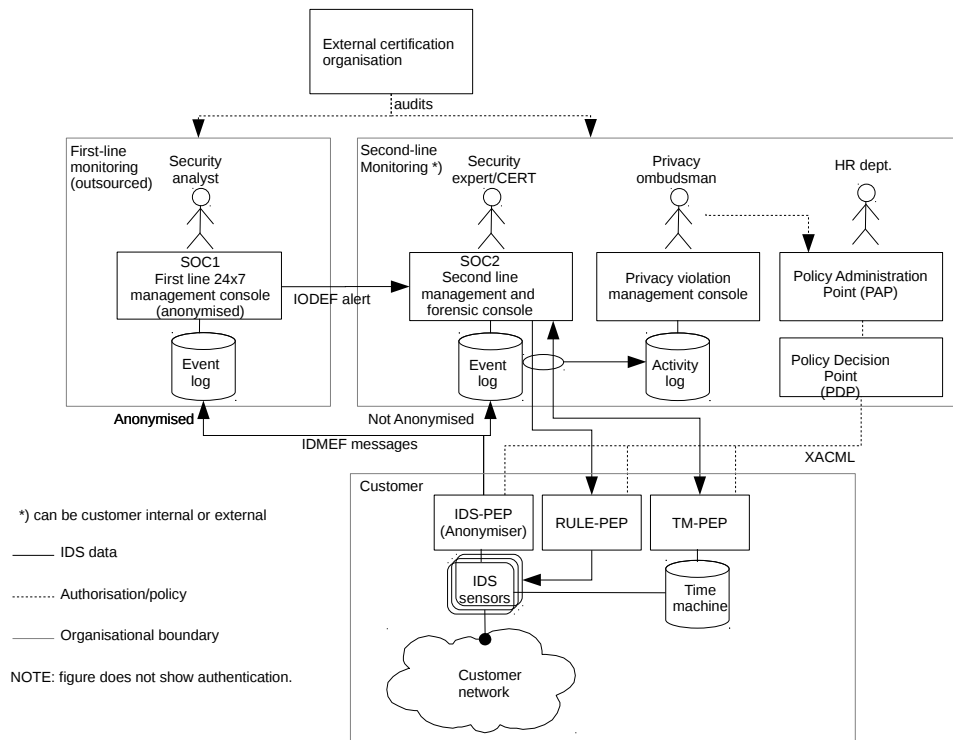 External certification
organisation
audits
First-line
monitoring
(outsourced)
Security
analyst
SOC1
First line 24x7
management console
(anonymised)
Event
log
IODEF alert
Second-line
Monitoring *)
Security
expert/CERT
SOC2
Second line
management and
forensic console
Event
log
Privacy
ombudsman
Privacy violation
management console
Activity
log
HR dept.
Policy Administration
Point (PAP)
Policy Decision
Point
(PDP)
Anonymised
Not Anonymised
IDMEF messages
XACML
Customer
IDS-PEP
(Anonymiser)
RULE-PEP
TM-PEP
IDS
sensors
Time
machine
Customer
network
*) can be customer internal or external
IDS data
Authorisation/policy
Organisational boundary
NOTE: figure does not show authentication.